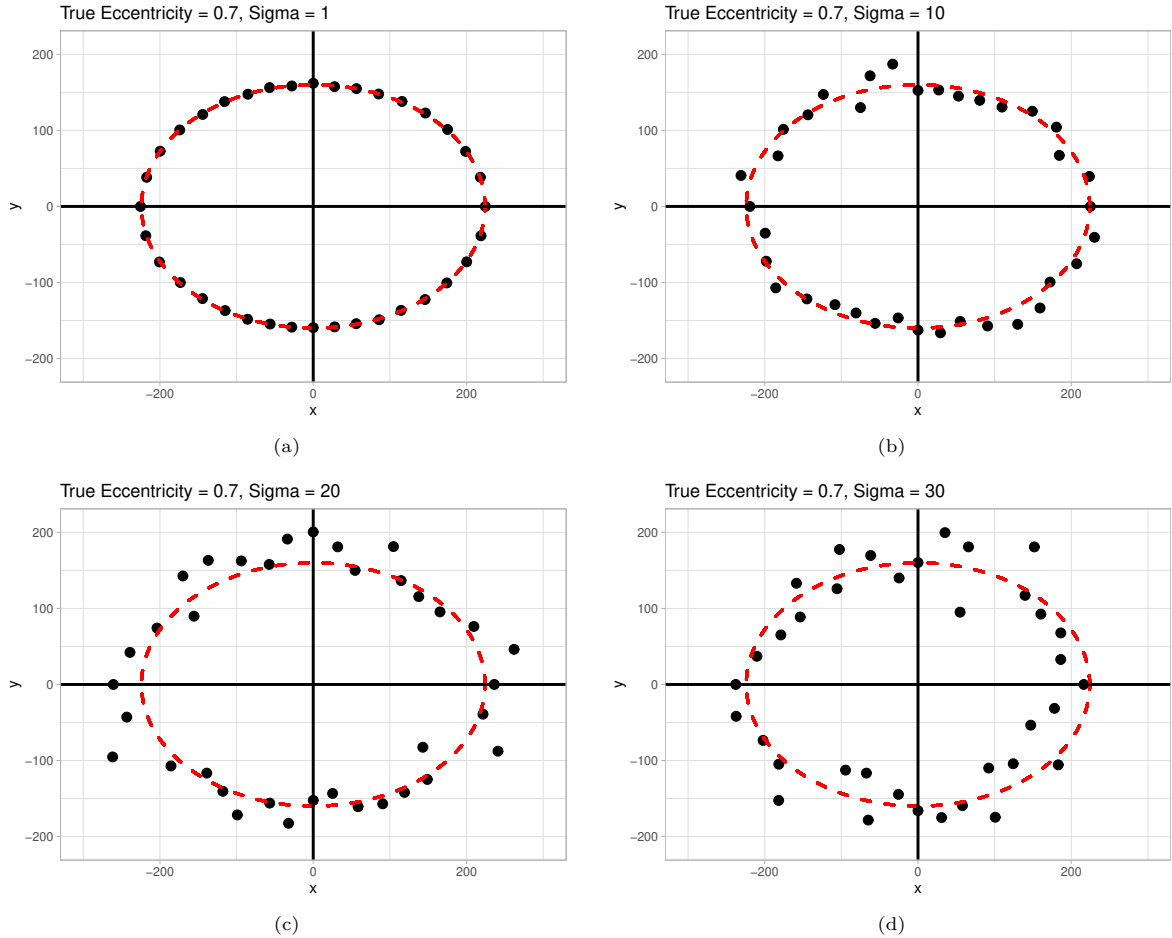 True Eccentricity = 0.7, Sigma = 1
200
100
0
−100
−200
y
−200 0 200
x
(a)
True Eccentricity = 0.7, Sigma = 10
200
100
0
−100
−200
y
−200 0 200
x
(b)
True Eccentricity = 0.7, Sigma = 20
200
100
0
−100
−200
y
−200 0 200
x
(c)
True Eccentricity = 0.7, Sigma = 30
200
100
0
−100
−200
y
−200 0 200
x
(d)